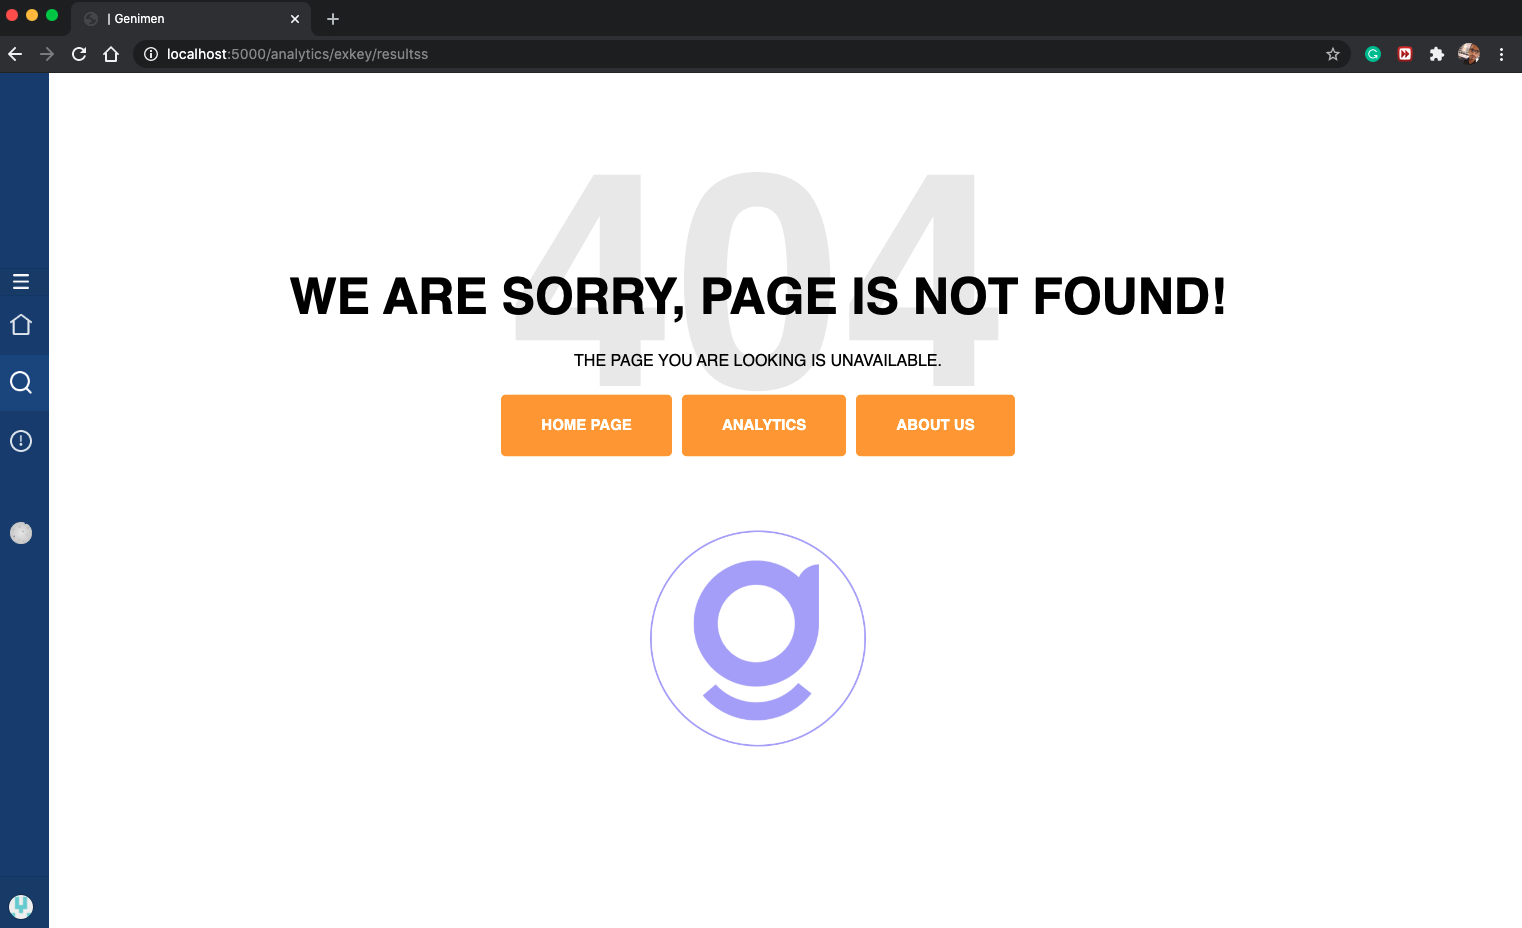 | Genimen
localhost:5000/analytics/exkey/resultss
404
WE ARE SORRY, PAGE IS NOT FOUND!
THE PAGE YOU ARE LOOKING IS UNAVAILABLE.
HOME PAGE ANALYTICS ABOUT US
g